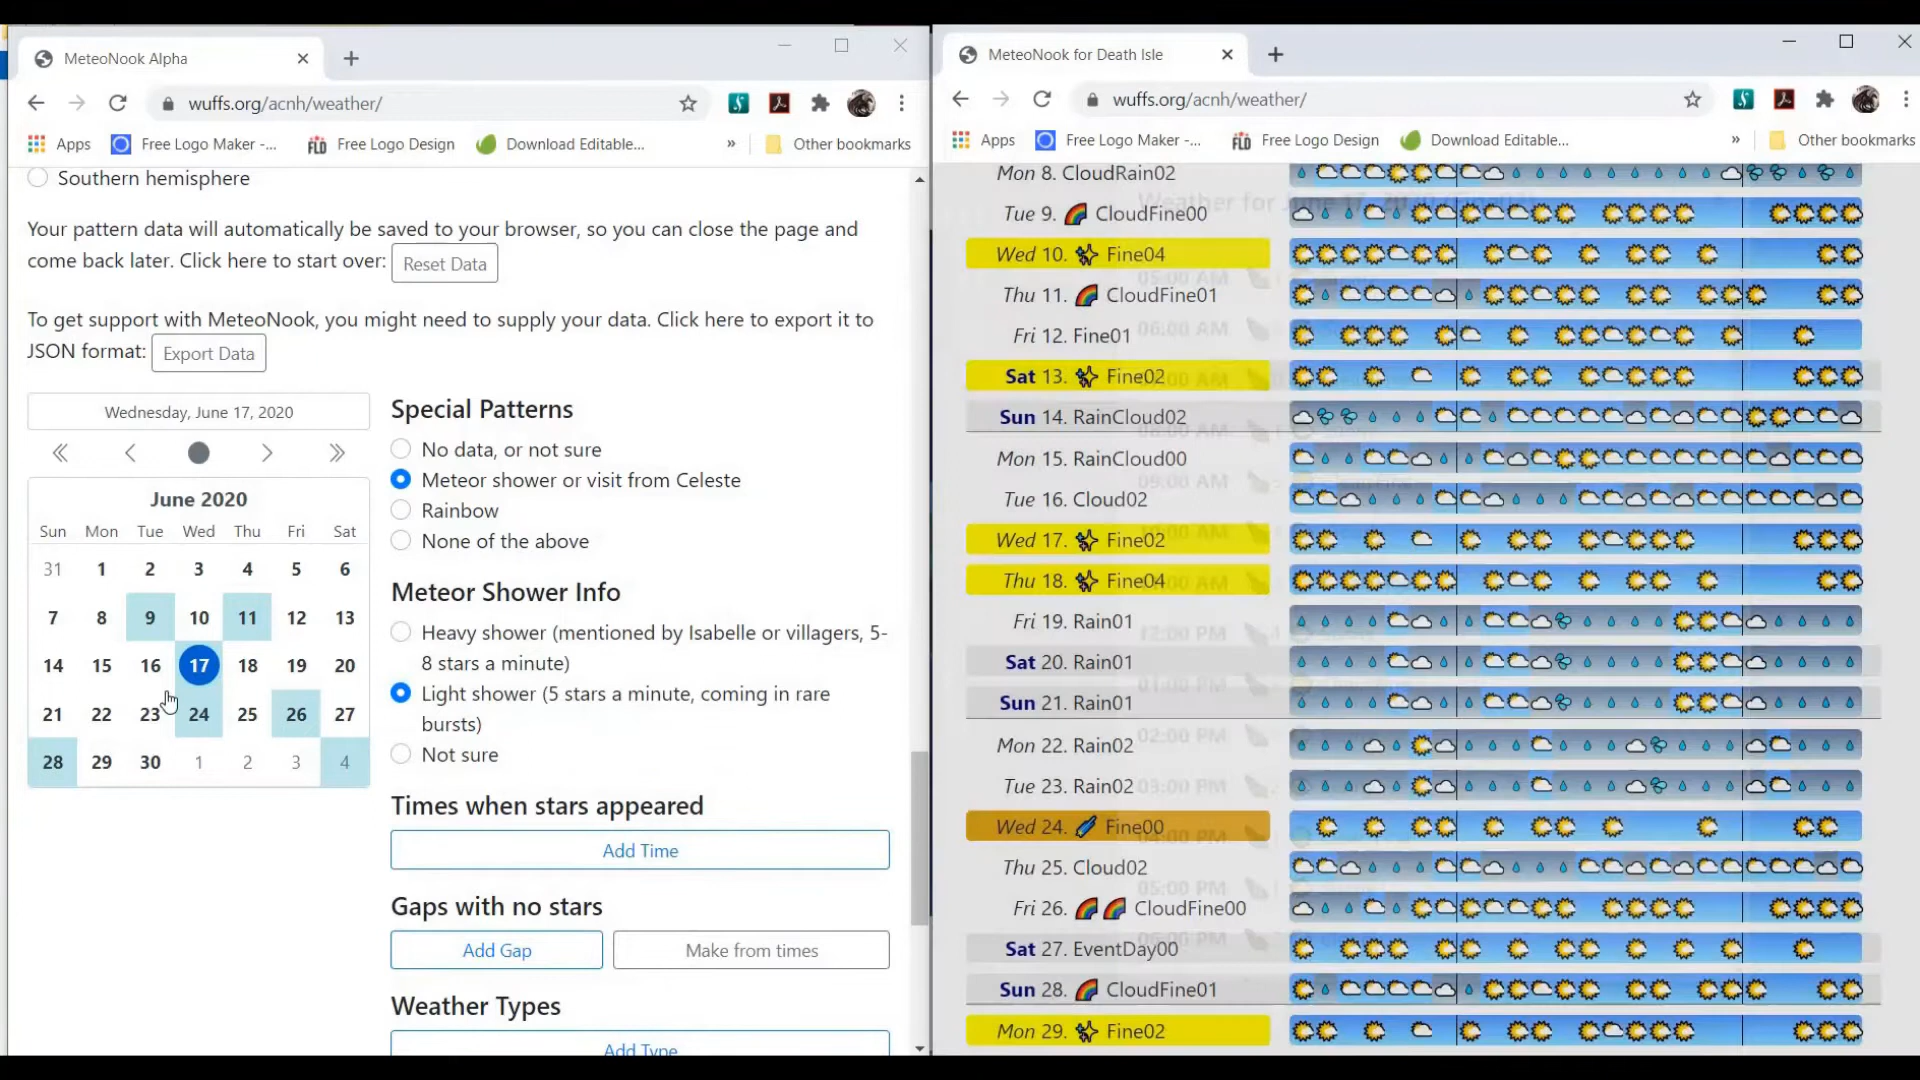 MeteoNook Alpha
wuffs.org/acnh/weather/
Apps
Free Logo Maker -...
FLD
Free Logo Design
Download Editable...
»
Other bookmarks
Southern hemisphere
Your pattern data will automatically be saved to your browser, so you can close the page and
come back later. Click here to start over: Reset Data
To get support with MeteoNook, you might need to supply your data. Click here to export it to
JSON format: Export Data
Wednesday, June 17, 2020
June 2020
Sun Mon Tue Wed Thu Fri Sat
31 1 2 3 4 5 6
7 8 9 10 11 12 13
14 15 16 17 18 19 20
21 22 23 24 25 26 27
28 29 30 1 2 3 4
Special Patterns
No data, or not sure
Meteor shower or visit from Celeste
Rainbow
None of the above
Meteor Shower Info
Heavy shower (mentioned by Isabelle or villagers, 5-
8 stars a minute)
Light shower (5 stars a minute, coming in rare
bursts)
Not sure
Times when stars appeared
Add Time
Gaps with no stars
Add Gap
Make from times
Weather Types
Add Type
MeteoNook for Death Isle
wuffs.org/acnh/weather/
Apps
Free Logo Maker -...
FLD
Free Logo Design
Download Editable...
»
Other bookmarks
Mon 8. CloudRain02
Tue 9. CloudFine00
Wed 10. Fine04
Thu 11. CloudFine01
Fri 12. Fine01
Sat 13. Fine02
Sun 14. RainCloud02
Mon 15. RainCloud00
Tue 16. Cloud02
Wed 17. Fine02
Thu 18. Fine04
Fri 19. Rain01
Sat 20. Rain01
Sun 21. Rain01
Mon 22. Rain02
Tue 23. Rain02
Wed 24. Fine00
Thu 25. Cloud02
Fri 26. CloudFine00
Sat 27. EventDay00
Sun 28. CloudFine01
Mon 29. Fine02